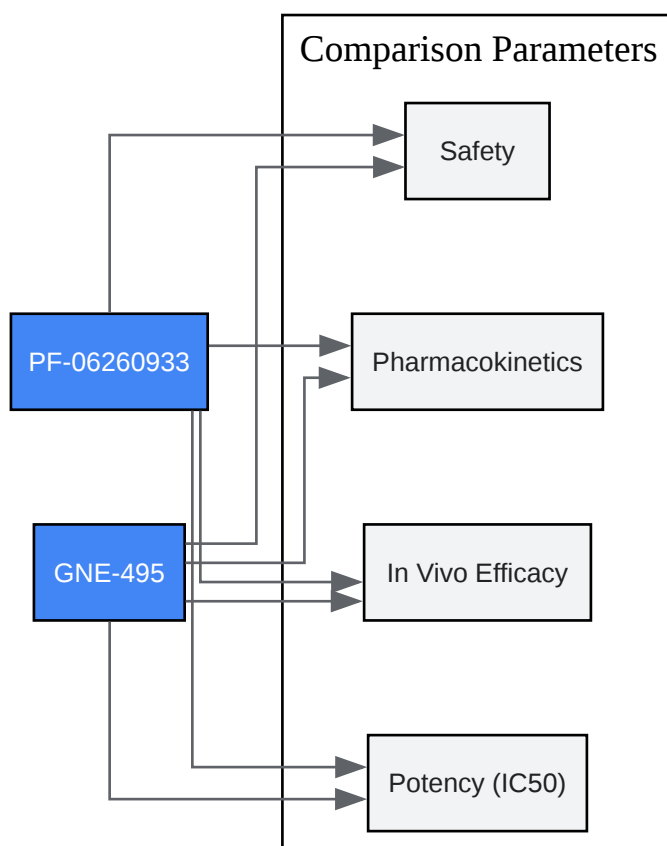 Comparison Parameters
Safety
PF-06260933
Pharmacokinetics
GNE-495
In Vivo Efficacy
Potency (IC50)